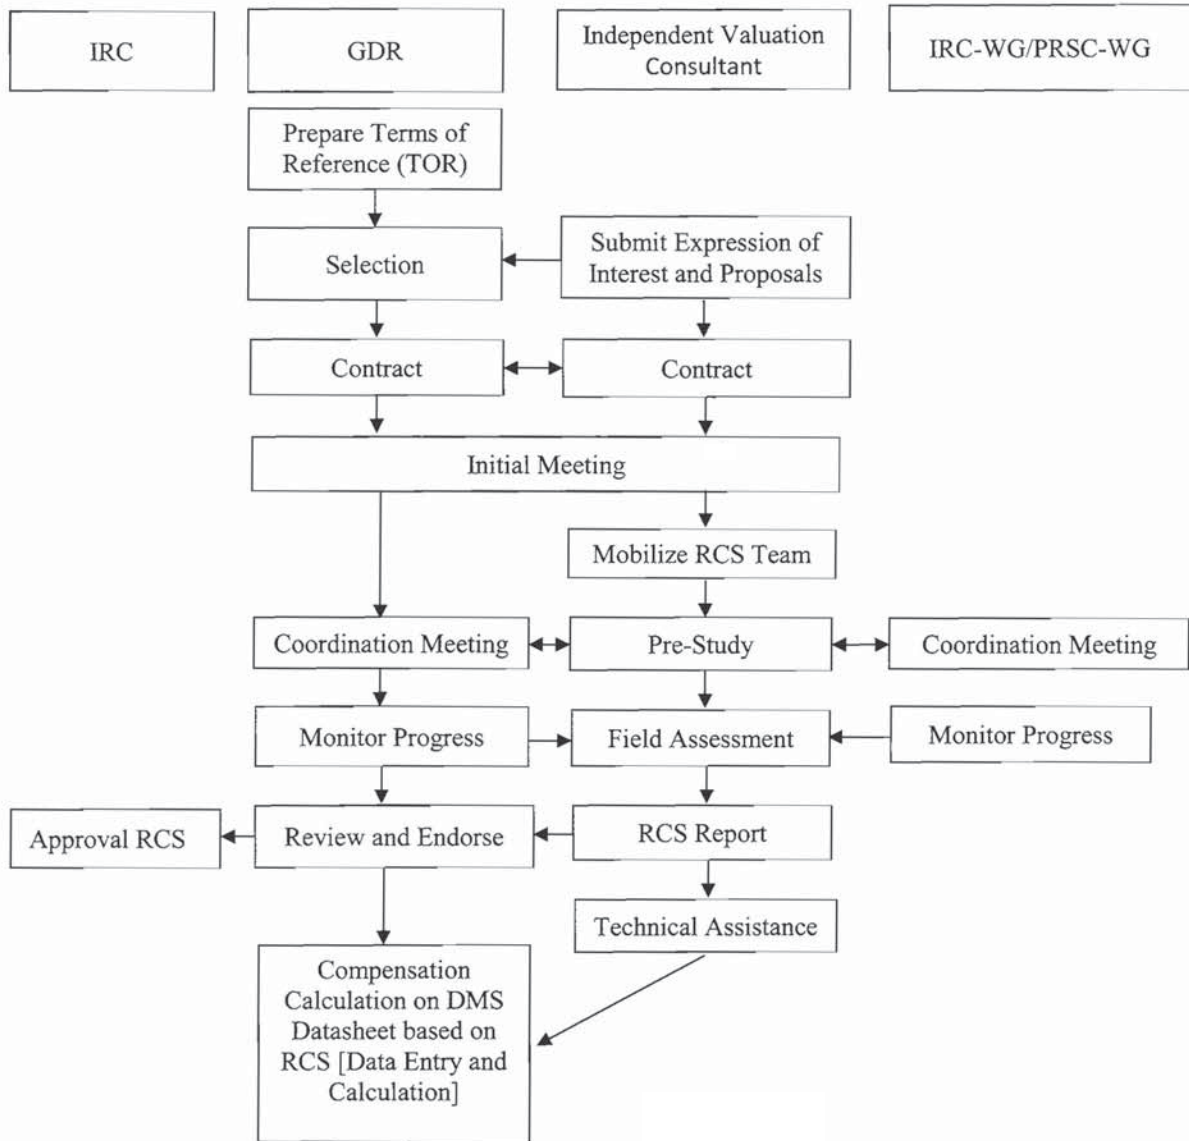 IRC
GDR
Independent Valuation
Consultant
IRC-WG/PRSC-WG
Prepare Terms of
Reference (TOR)
Selection
Submit Expression of
Interest and Proposals
Contract
Contract
Initial Meeting
Mobilize RCS Team
Coordination Meeting
Pre-Study
Coordination Meeting
Monitor Progress
Field Assessment
Monitor Progress
Approval RCS
Review and Endorse
RCS Report
Technical Assistance
Compensation
Calculation on DMS
Datasheet based on
RCS [Data Entry and
Calculation]